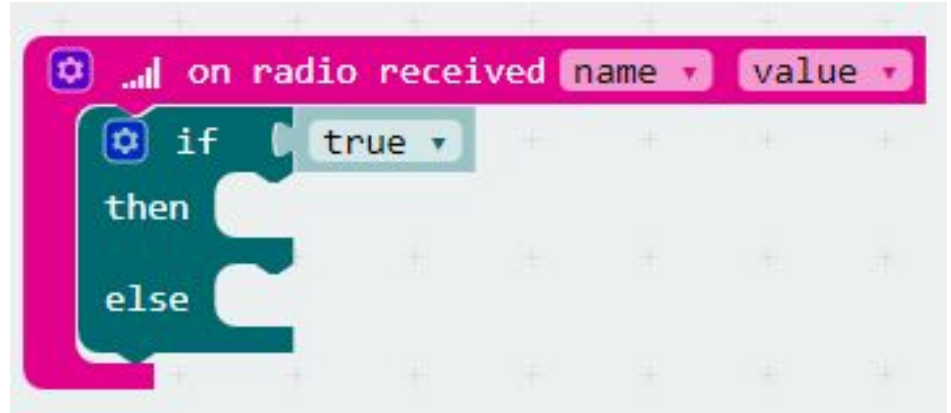 on radio received name value
if true
then
else